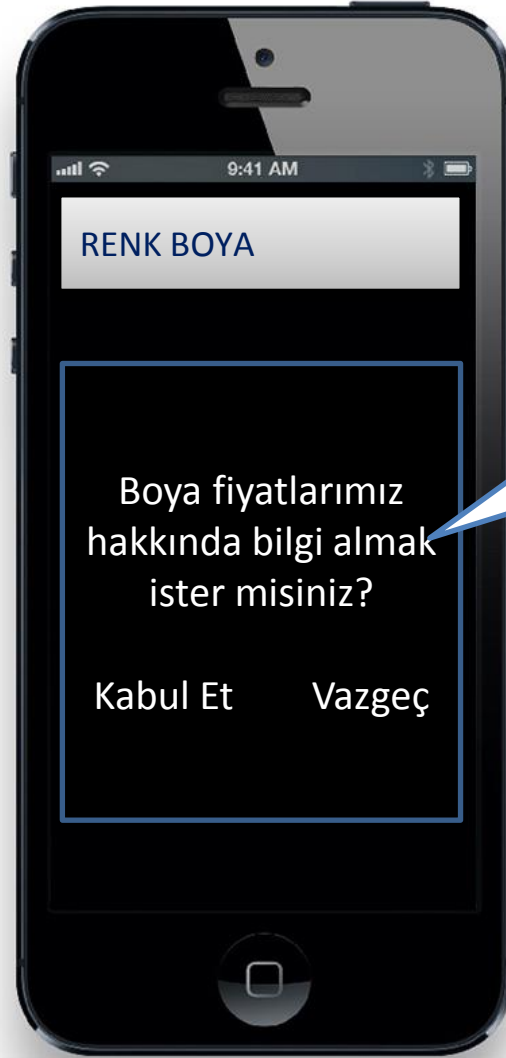 9:41 AM
RENK BOYA
Boya fiyatlarımız
hakkında bilgi almak
ister misiniz?
Kabul Et Vazgeç